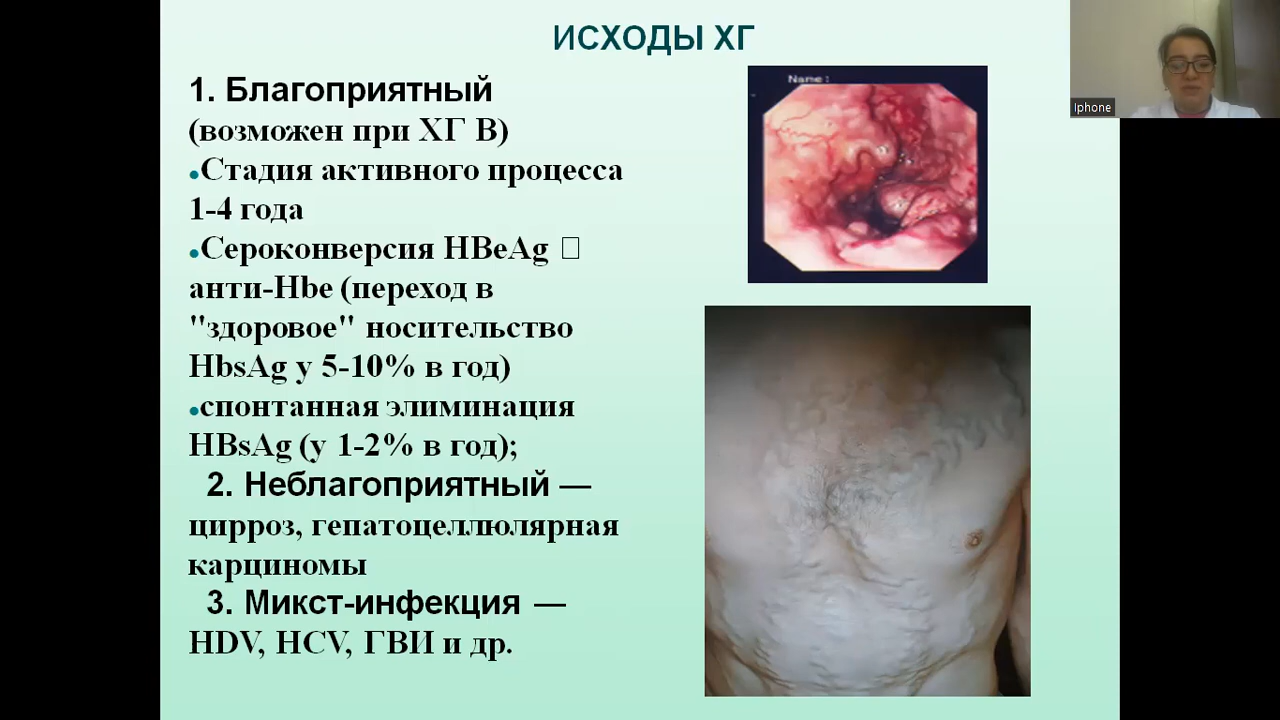 ИСХОДЫ ХГ
1. Благоприятный
(возможен при ХГ В)
•Стадия активного процесса
1-4 года
•Сероконверсия HBeAg □
анти-Hbe (переход в
"здоровое" носительство
HbsAg у 5-10% в год)
•спонтанная элиминация
HBsAg (у 1-2% в год);
2. Неблагоприятный —
цирроз, гепатоцеллюлярная
карциномы
3. Микст-инфекция —
HDV, HCV, ГВИ и др.
Name:
Iphone